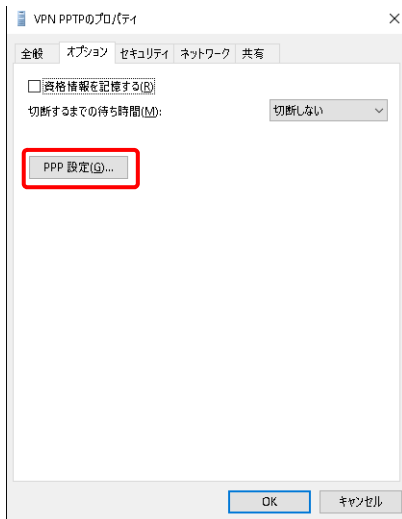 VPN PPTPのプロパティ
全般 オプション セキュリティ ネットワーク 共有
資格情報を記憶する(R)
切断するまでの待ち時間(M): 切断しない
PPP 設定(G)...
OK キャンセル